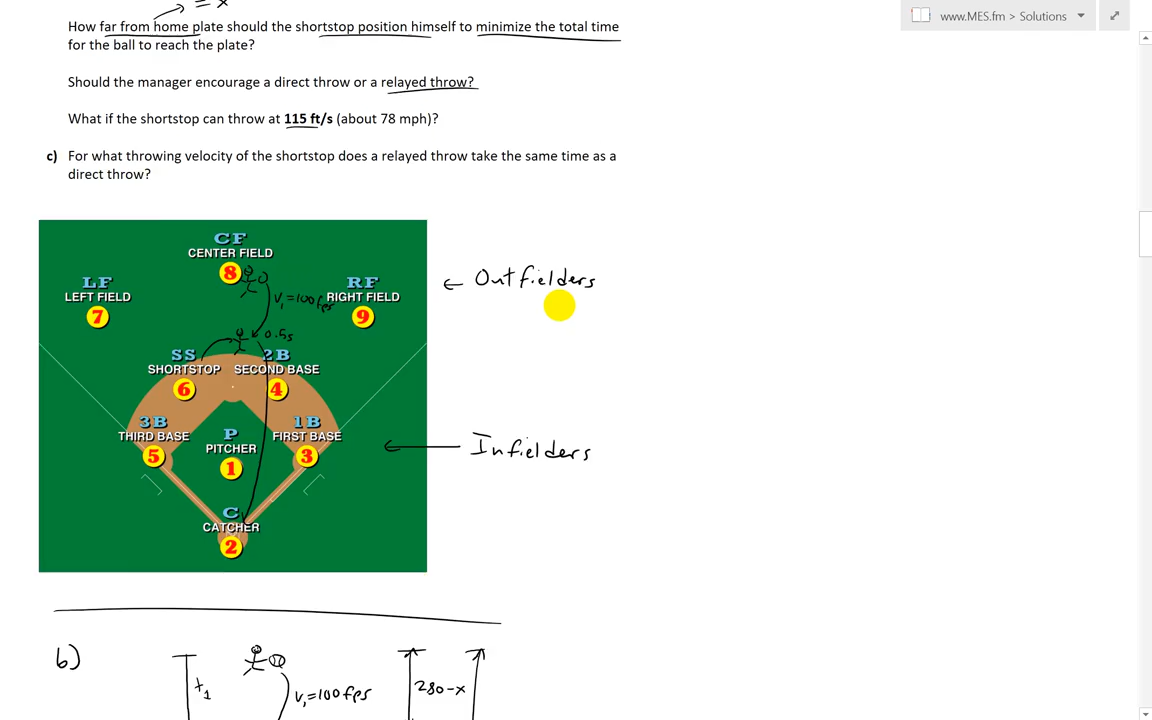 = x
www.MES.fm > Solutions
How far from home plate should the shortstop position himself to minimize the total time
for the ball to reach the plate?
Should the manager encourage a direct throw or a relayed throw?
What if the shortstop can throw at 115 ft/s (about 78 mph)?
c) For what throwing velocity of the shortstop does a relayed throw take the same time as a
direct throw?
CF
CENTER FIELD
8
LF
LEFT FIELD
7
RF
RIGHT FIELD
9
V₁=100fps
0.5s
← Outfielders
SS
SHORTSTOP
6
2B
SECOND BASE
4
3B
THIRD BASE
5
P
PITCHER
1
1B
FIRST BASE
3
← Infielders
C
CATCHER
2
b)
t₁
V₁=100fps
280-x